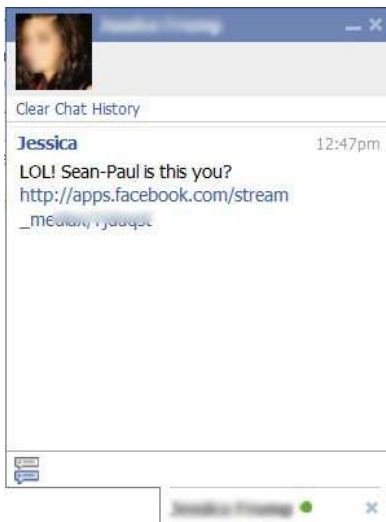 Clear Chat History
Jessica 12:47pm
LOL! Sean-Paul is this you?
http://apps.facebook.com/stream